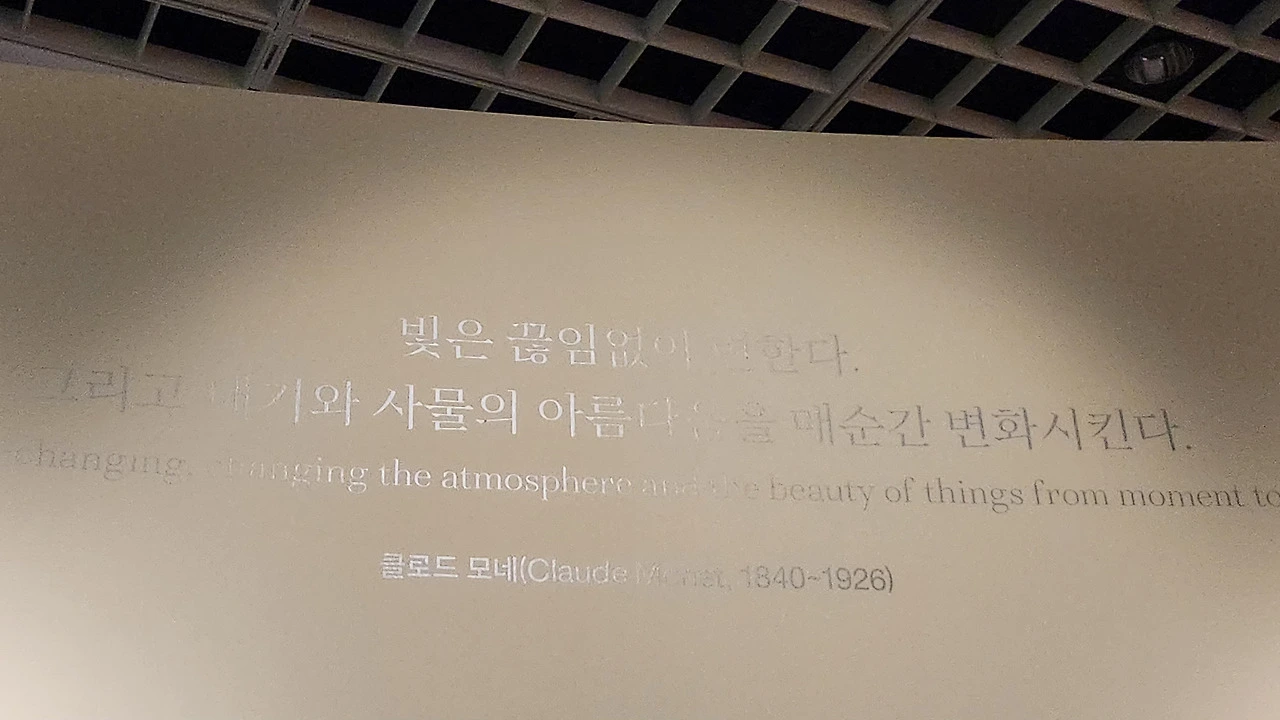 빛은 끊임없이 변한다.
그리고 대기와 사물의 아름다움을 매순간 변화시킨다.
changing, changing the atmosphere and the beauty of things from moment to
클로드 모네(Claude Monet, 1840~1926)